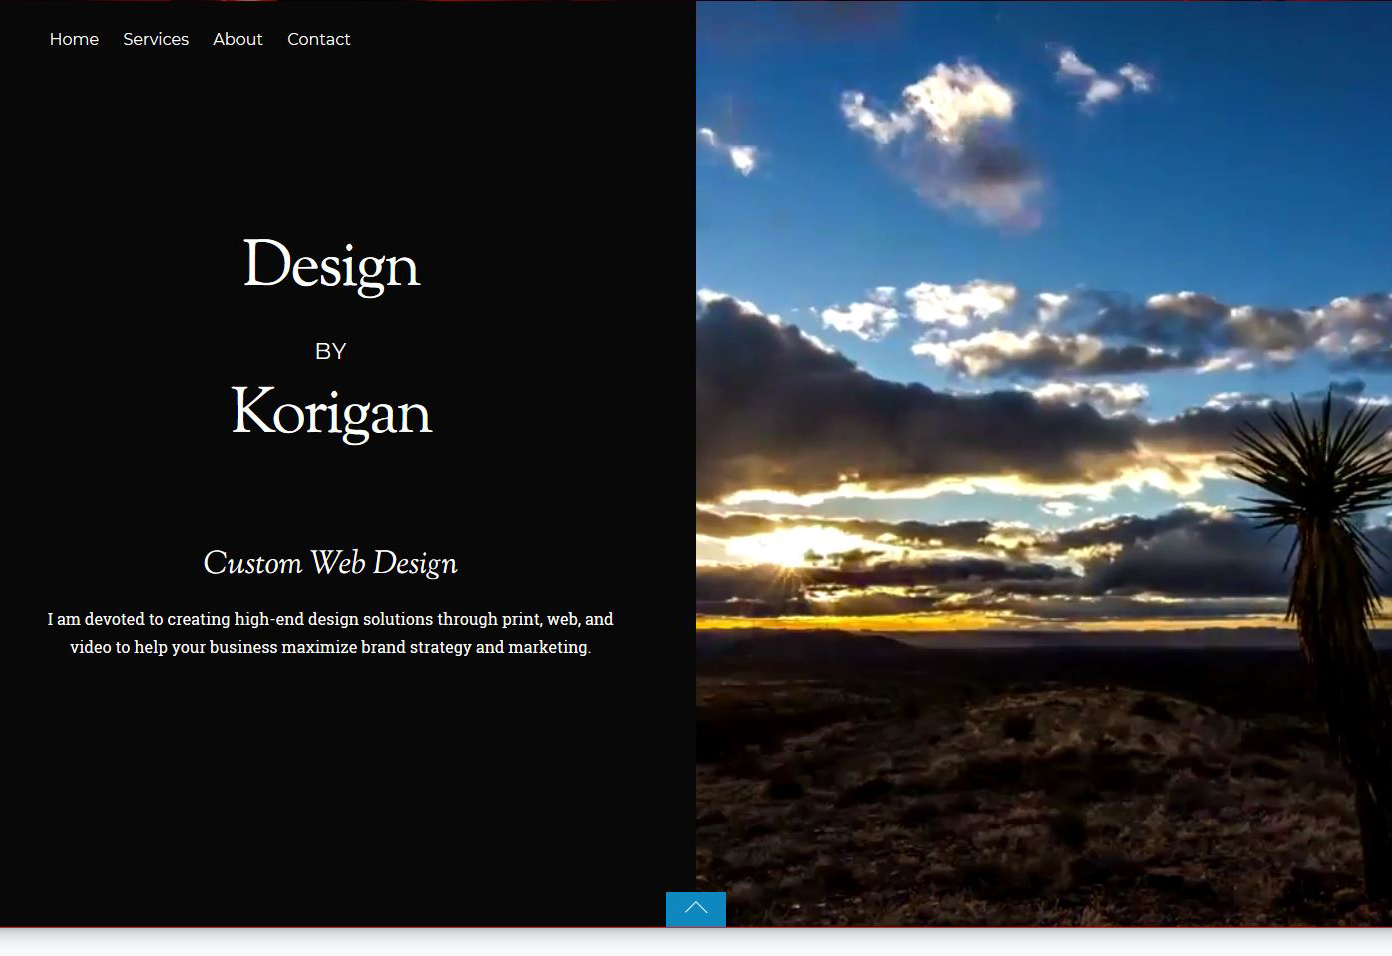 Home Services About Contact
Design
BY
Korigan
Custom Web Design
I am devoted to creating high-end design solutions through print, web, and
video to help your business maximize brand strategy and marketing.